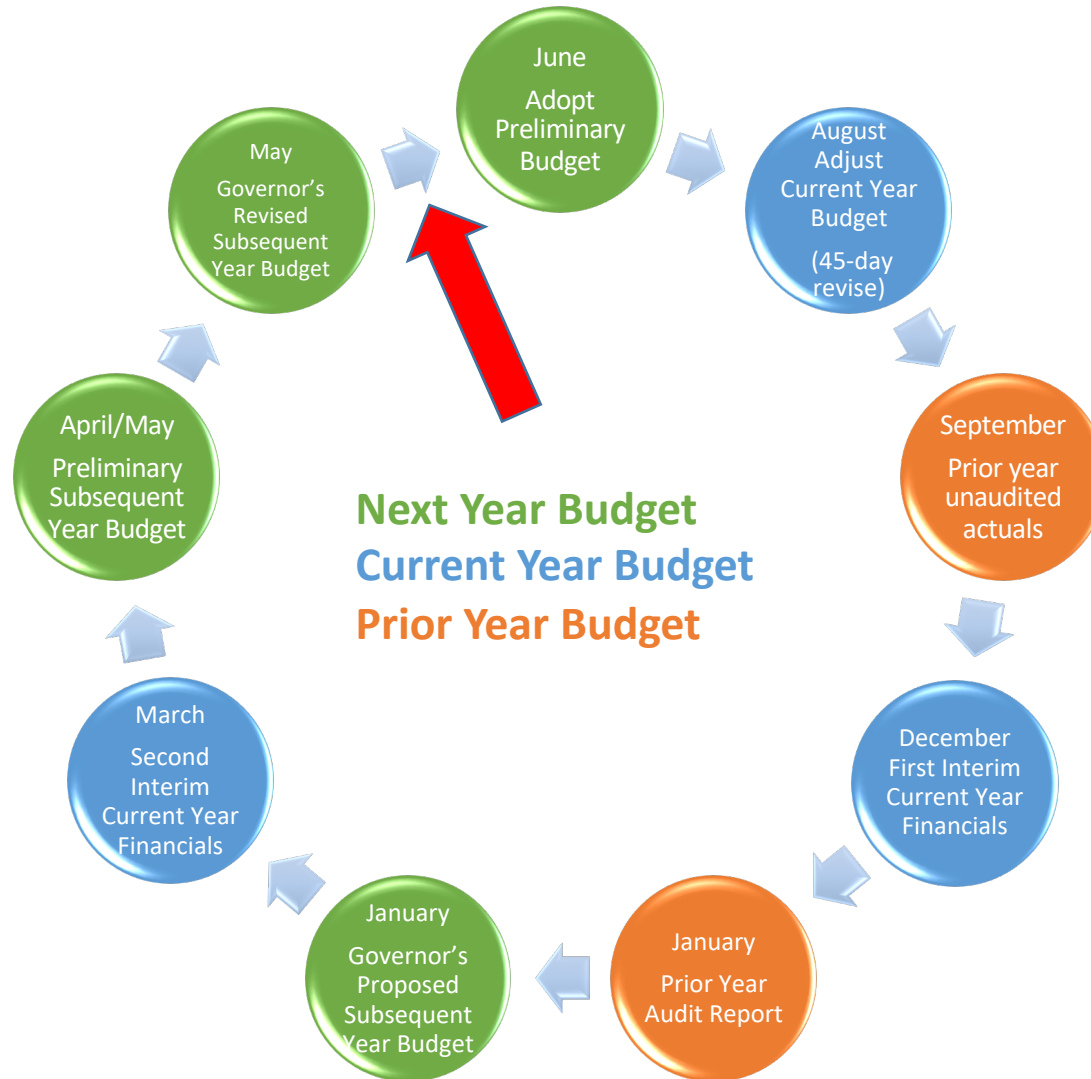 June
Adopt
Preliminary
Budget
August
Adjust
Current Year
Budget
(45-day
revise)
September
Prior year
unaudited
actuals
December
First Interim
Current Year
Financials
January
Prior Year
Audit Report
January
Governor’s
Proposed
Subsequent
Year Budget
March
Second
Interim
Current Year
Financials
April/May
Preliminary
Subsequent
Year Budget
May
Governor’s
Revised
Subsequent
Year Budget
Next Year Budget
Current Year Budget
Prior Year Budget